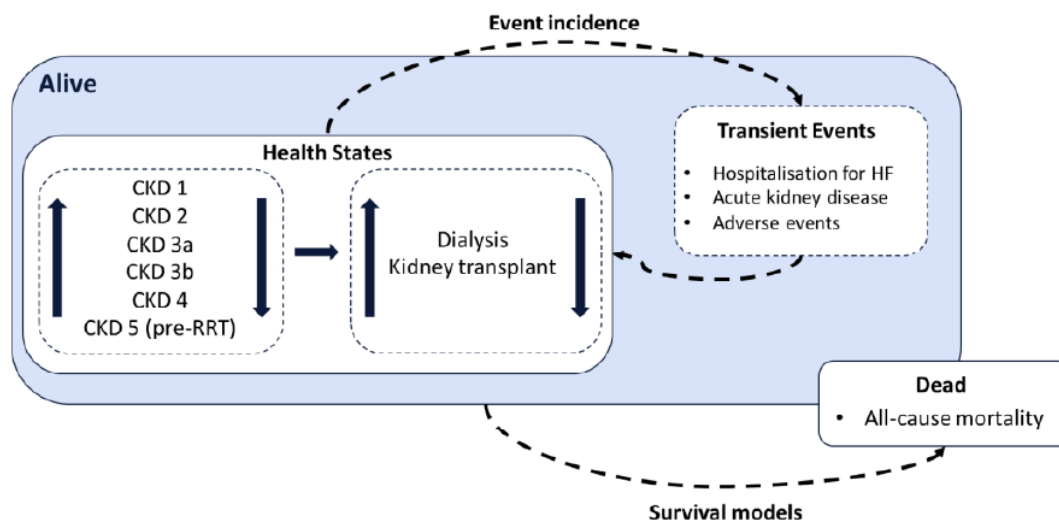 Event incidence
Alive
Transient Events
• Hospitalisation for HF
• Acute kidney disease
• Adverse events
Health States
CKD 1
CKD 2
CKD 3a
CKD 3b
CKD 4
CKD 5 (pre-RRT)
Dialysis
Kidney transplant
Dead
• All-cause mortality
Survival models